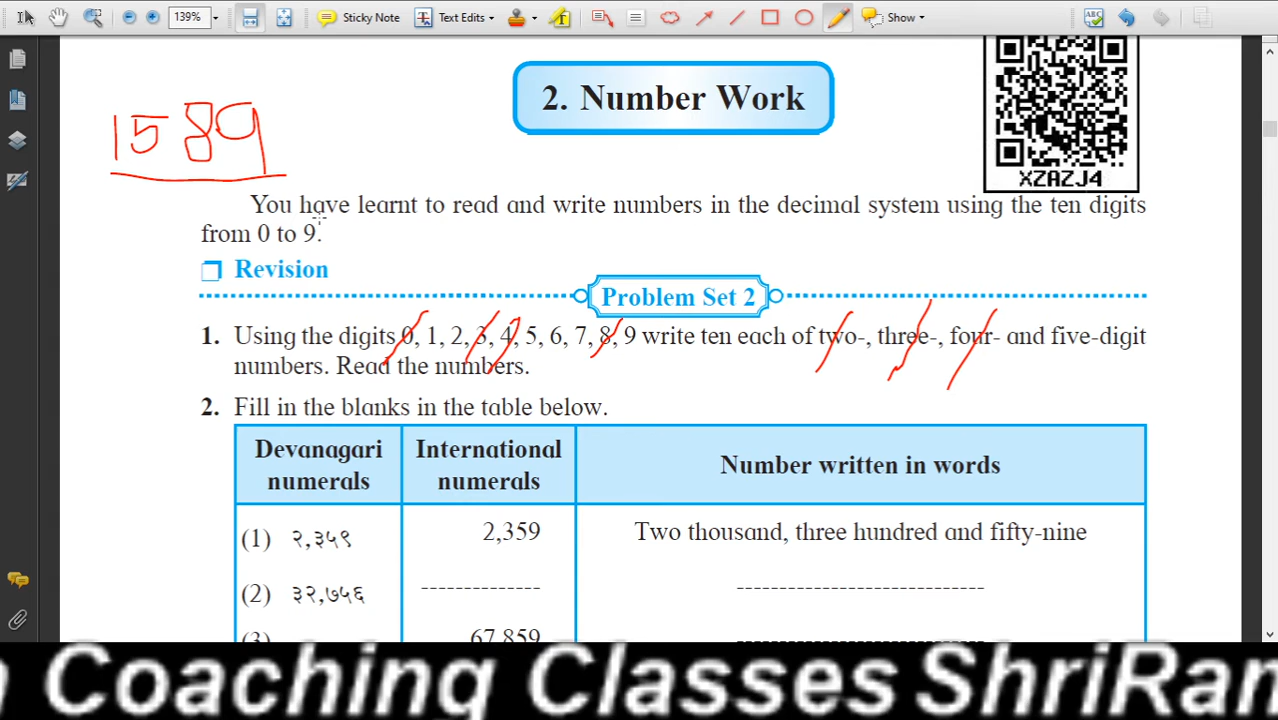 139%
Sticky Note
Text Edits
Show
2. Number Work
XZAZJ4
1589
You have learnt to read and write numbers in the decimal system using the ten digits
from 0 to 9.
Revision
Problem Set 2
1. Using the digits 0, 1, 2, 3, 4, 5, 6, 7, 8, 9 write ten each of two-, three-, four- and five-digit
numbers. Read the numbers.
2. Fill in the blanks in the table below.
Devanagari numerals
International numerals
Number written in words
(1) २,३५९ 2,359 Two thousand, three hundred and fifty-nine
(2) ३२,७५६ -------------- ----------------------------
(3) 67,859 ----------------------------
Coaching Classes ShriRam